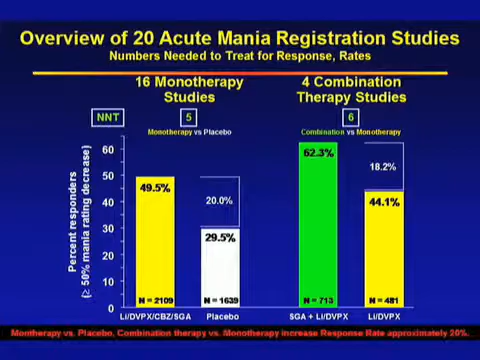 Overview of 20 Acute Mania Registration Studies
Numbers Needed to Treat for Response, Rates
16 Monotherapy
Studies
4 Combination
Therapy Studies
NNT
5
6
Monotherapy vs Placebo
Combination vs Monotherapy
Percent responders
(≥ 50% mania rating decrease)
60
50
40
30
20
10
0
49.5%
20.0%
29.5%
62.3%
18.2%
44.1%
N = 2109
N = 1639
N = 713
N = 481
Li/DVPX/CBZ/SGA
Placebo
SGA + Li/DVPX
Li/DVPX
Montherapy vs. Placebo, Combination therapy vs. Monotherapy increase Response Rate approximately 20%.